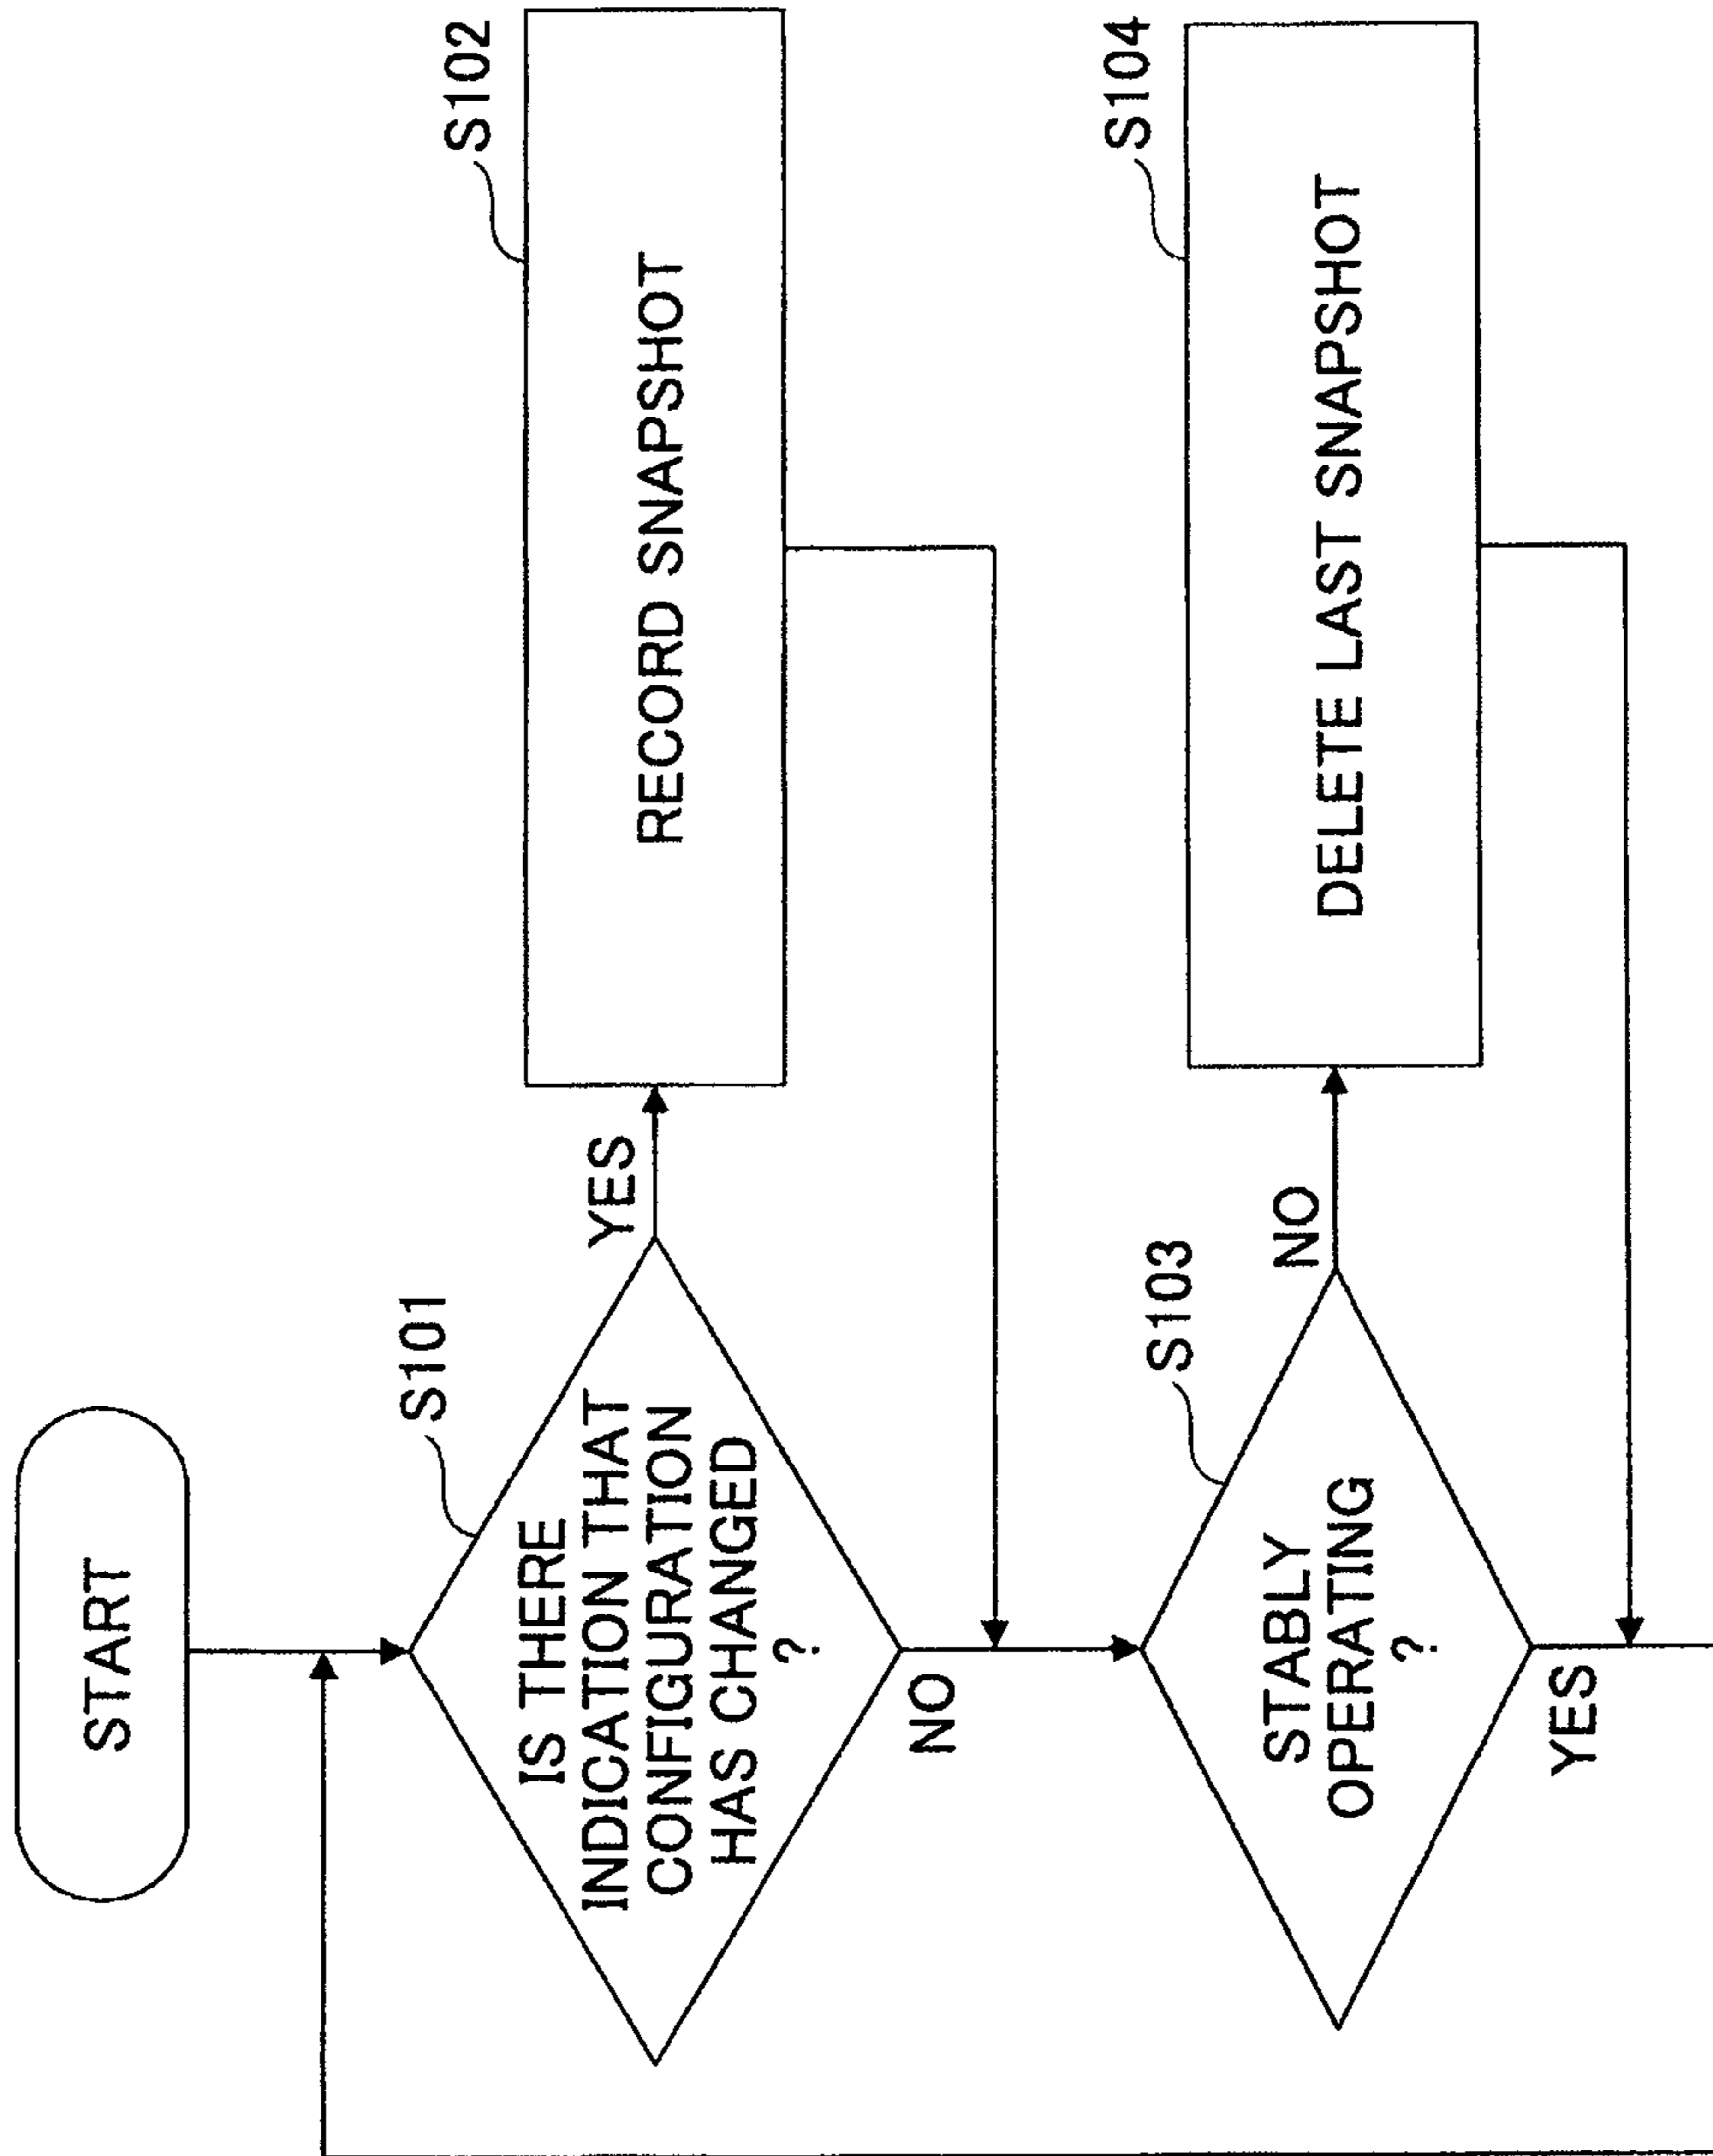 START
S101
IS THERE
INDICATION THAT
CONFIGURATION
HAS CHANGED
?
YES
S102
RECORD SNAPSHOT
NO
S103
STABLY
OPERATING
?
NO
S104
DELETE LAST SNAPSHOT
YES